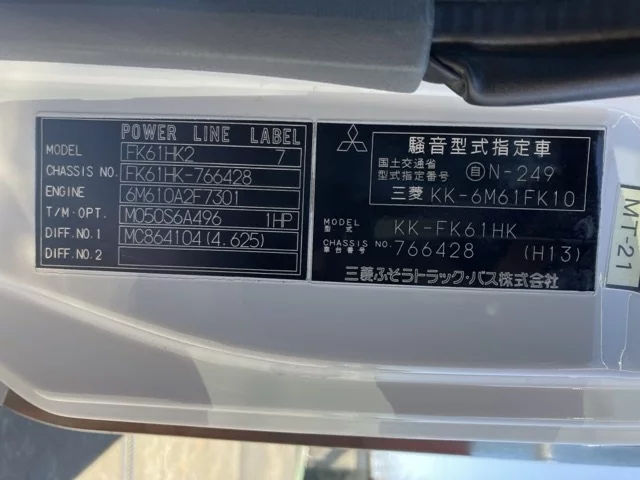 POWER LINE LABEL
MODEL FK61HK2 7
CHASSIS NO. FK61HK-766428
ENGINE 6M610A2F7301
T/M・OPT. M050S6A496 1HP
DIFF.NO.1 MC864104(4.625)
DIFF.NO.2
騒音型式指定車
国土交通省
型式指定番号 自N-249
三菱 KK-6M61FK10
MODEL
型式 KK-FK61HK
CHASSIS NO.
車台番号 766428 (H13)
三菱ふそうトラック・バス株式会社
MT-21